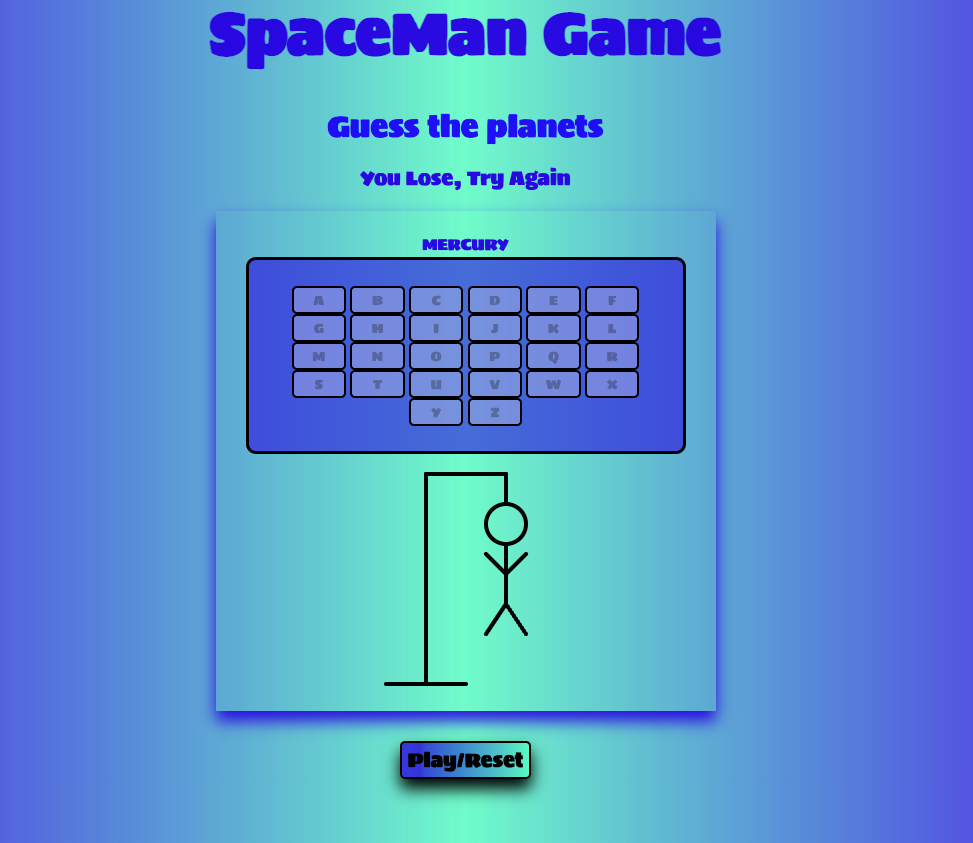 SpaceMan Game
Guess the planets
You Lose, Try Again
MERCURY
A B C D E F
G H I J K L
M N O P Q R
S T U V W X
Y Z
Play/Reset